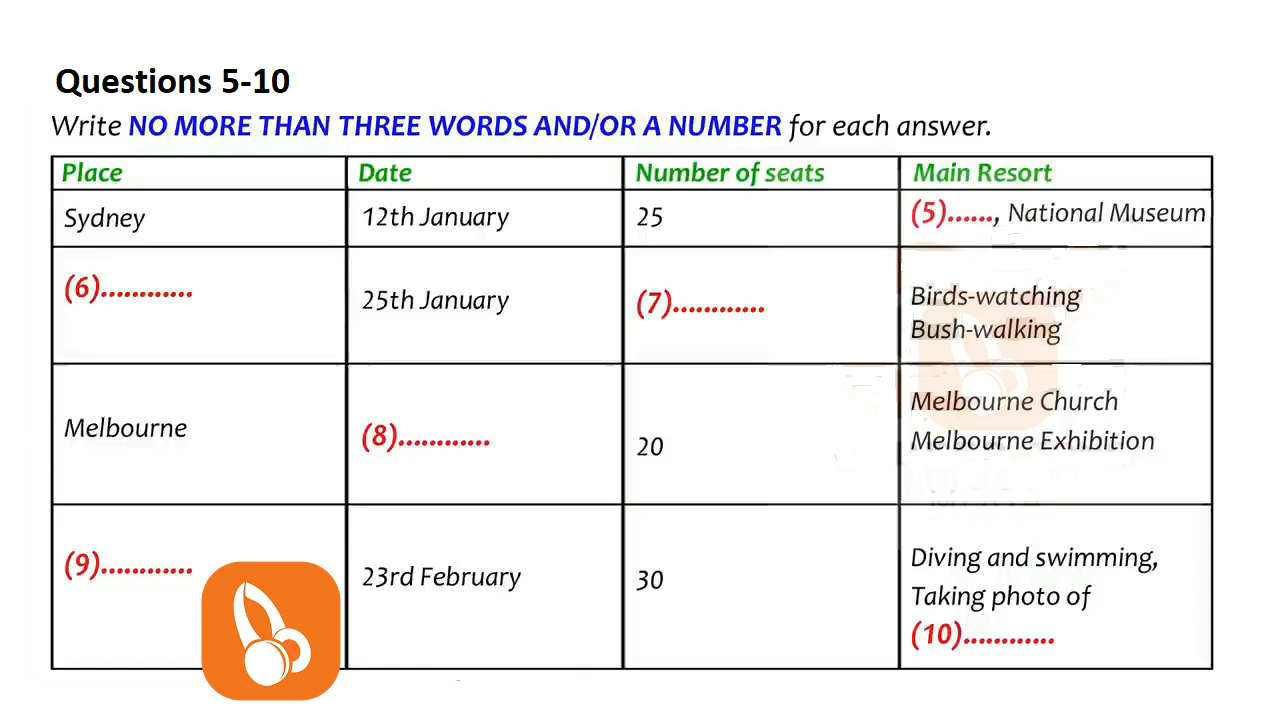 Questions 5-10
Write NO MORE THAN THREE WORDS AND/OR A NUMBER for each answer.
Place Date Number of seats Main Resort
Sydney 12th January 25 (5)......, National Museum
(6)............ 25th January (7)............ Birds-watching
Bush-walking
Melbourne (8)............ 20 Melbourne Church
Melbourne Exhibition
(9)............ 23rd February 30 Diving and swimming,
Taking photo of
(10)............